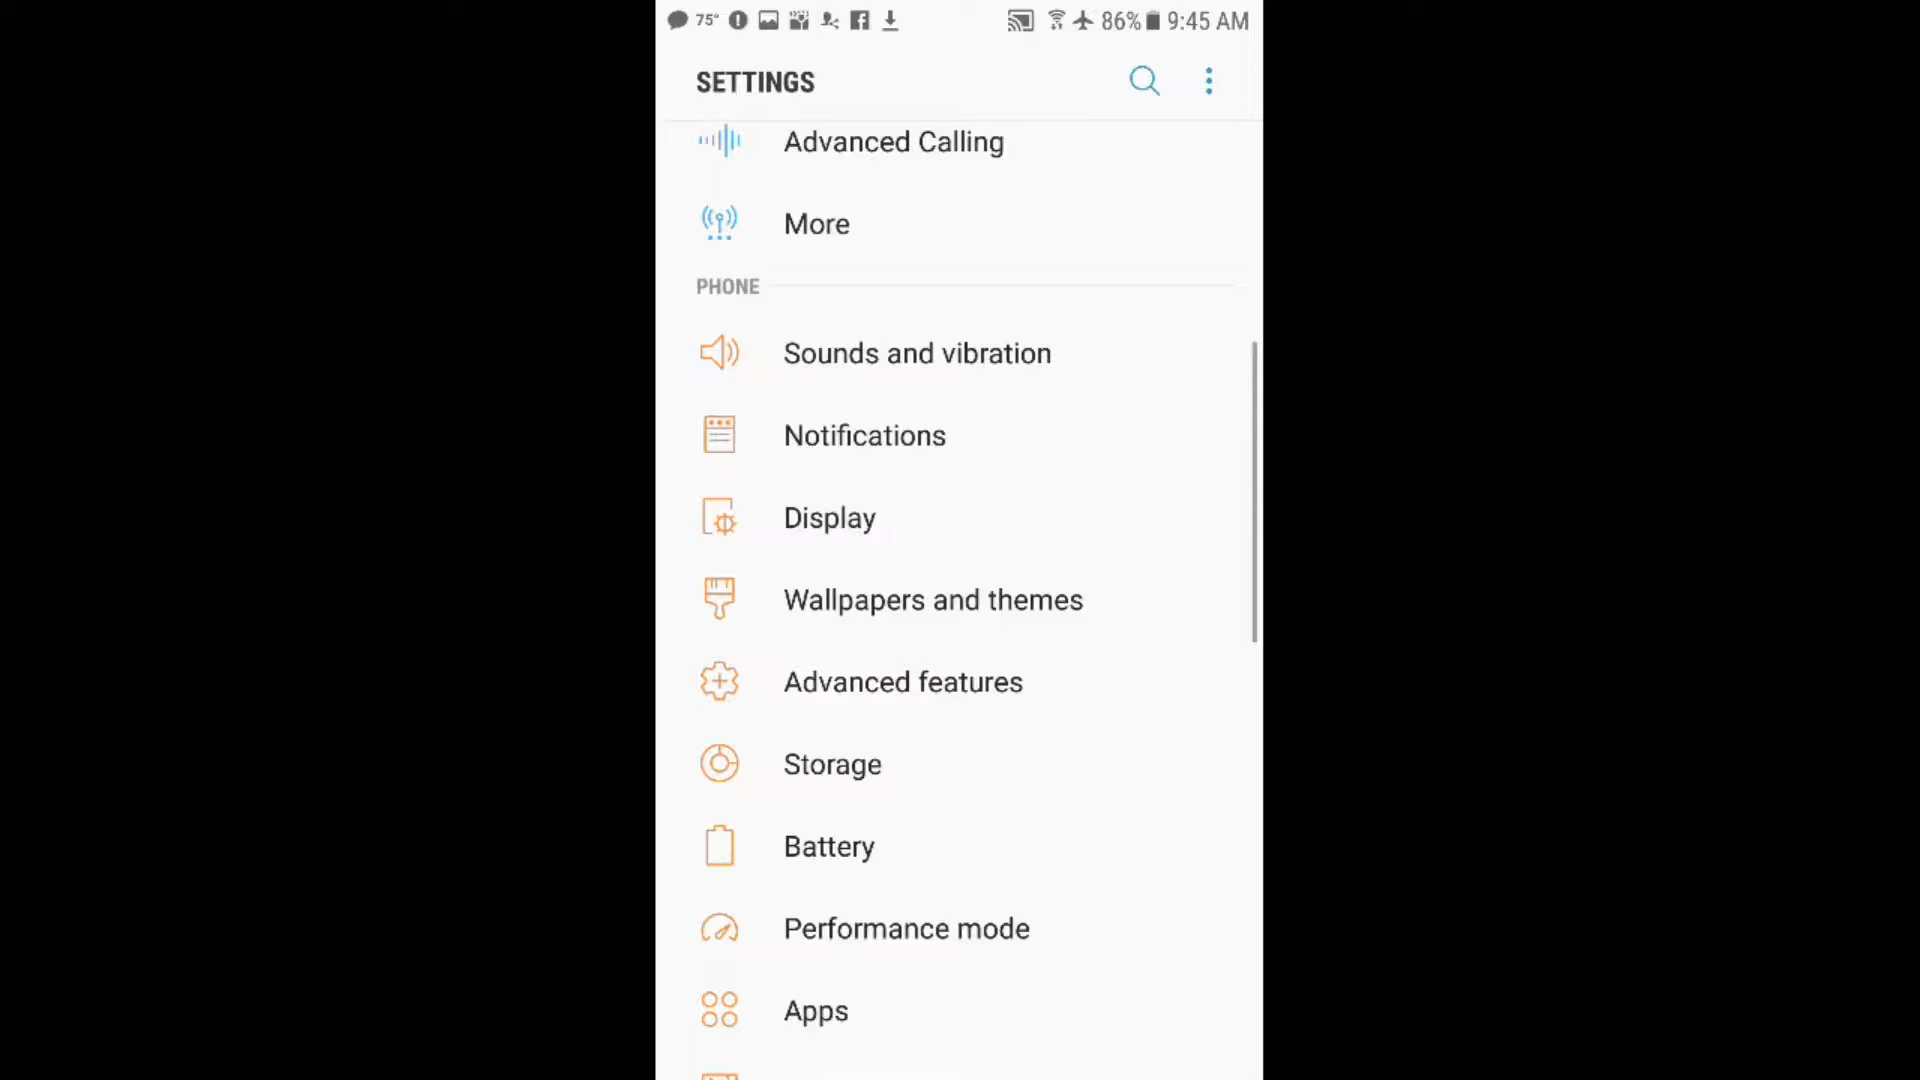 75° 86% 9:45 AM
SETTINGS
Advanced Calling
More
PHONE
Sounds and vibration
Notifications
Display
Wallpapers and themes
Advanced features
Storage
Battery
Performance mode
Apps